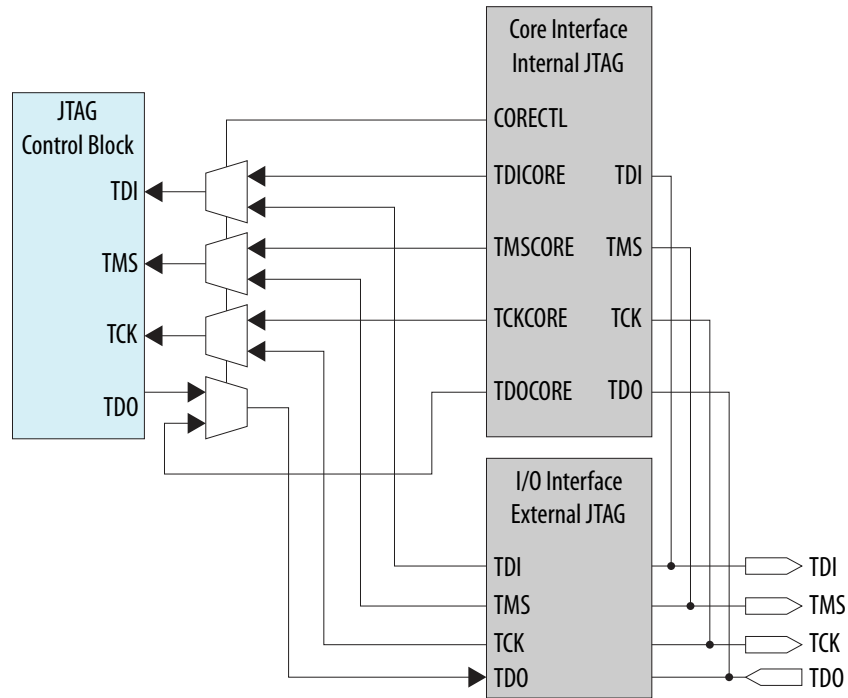 Core Interface
Internal JTAG
CORECTL
TDICORE TDI
TMSCORE TMS
TCKCORE TCK
TDOCORE TDO
JTAG
Control Block
TDI
TMS
TCK
TDO
I/O Interface
External JTAG
TDI
TMS
TCK
TDO
TDI
TMS
TCK
TDO